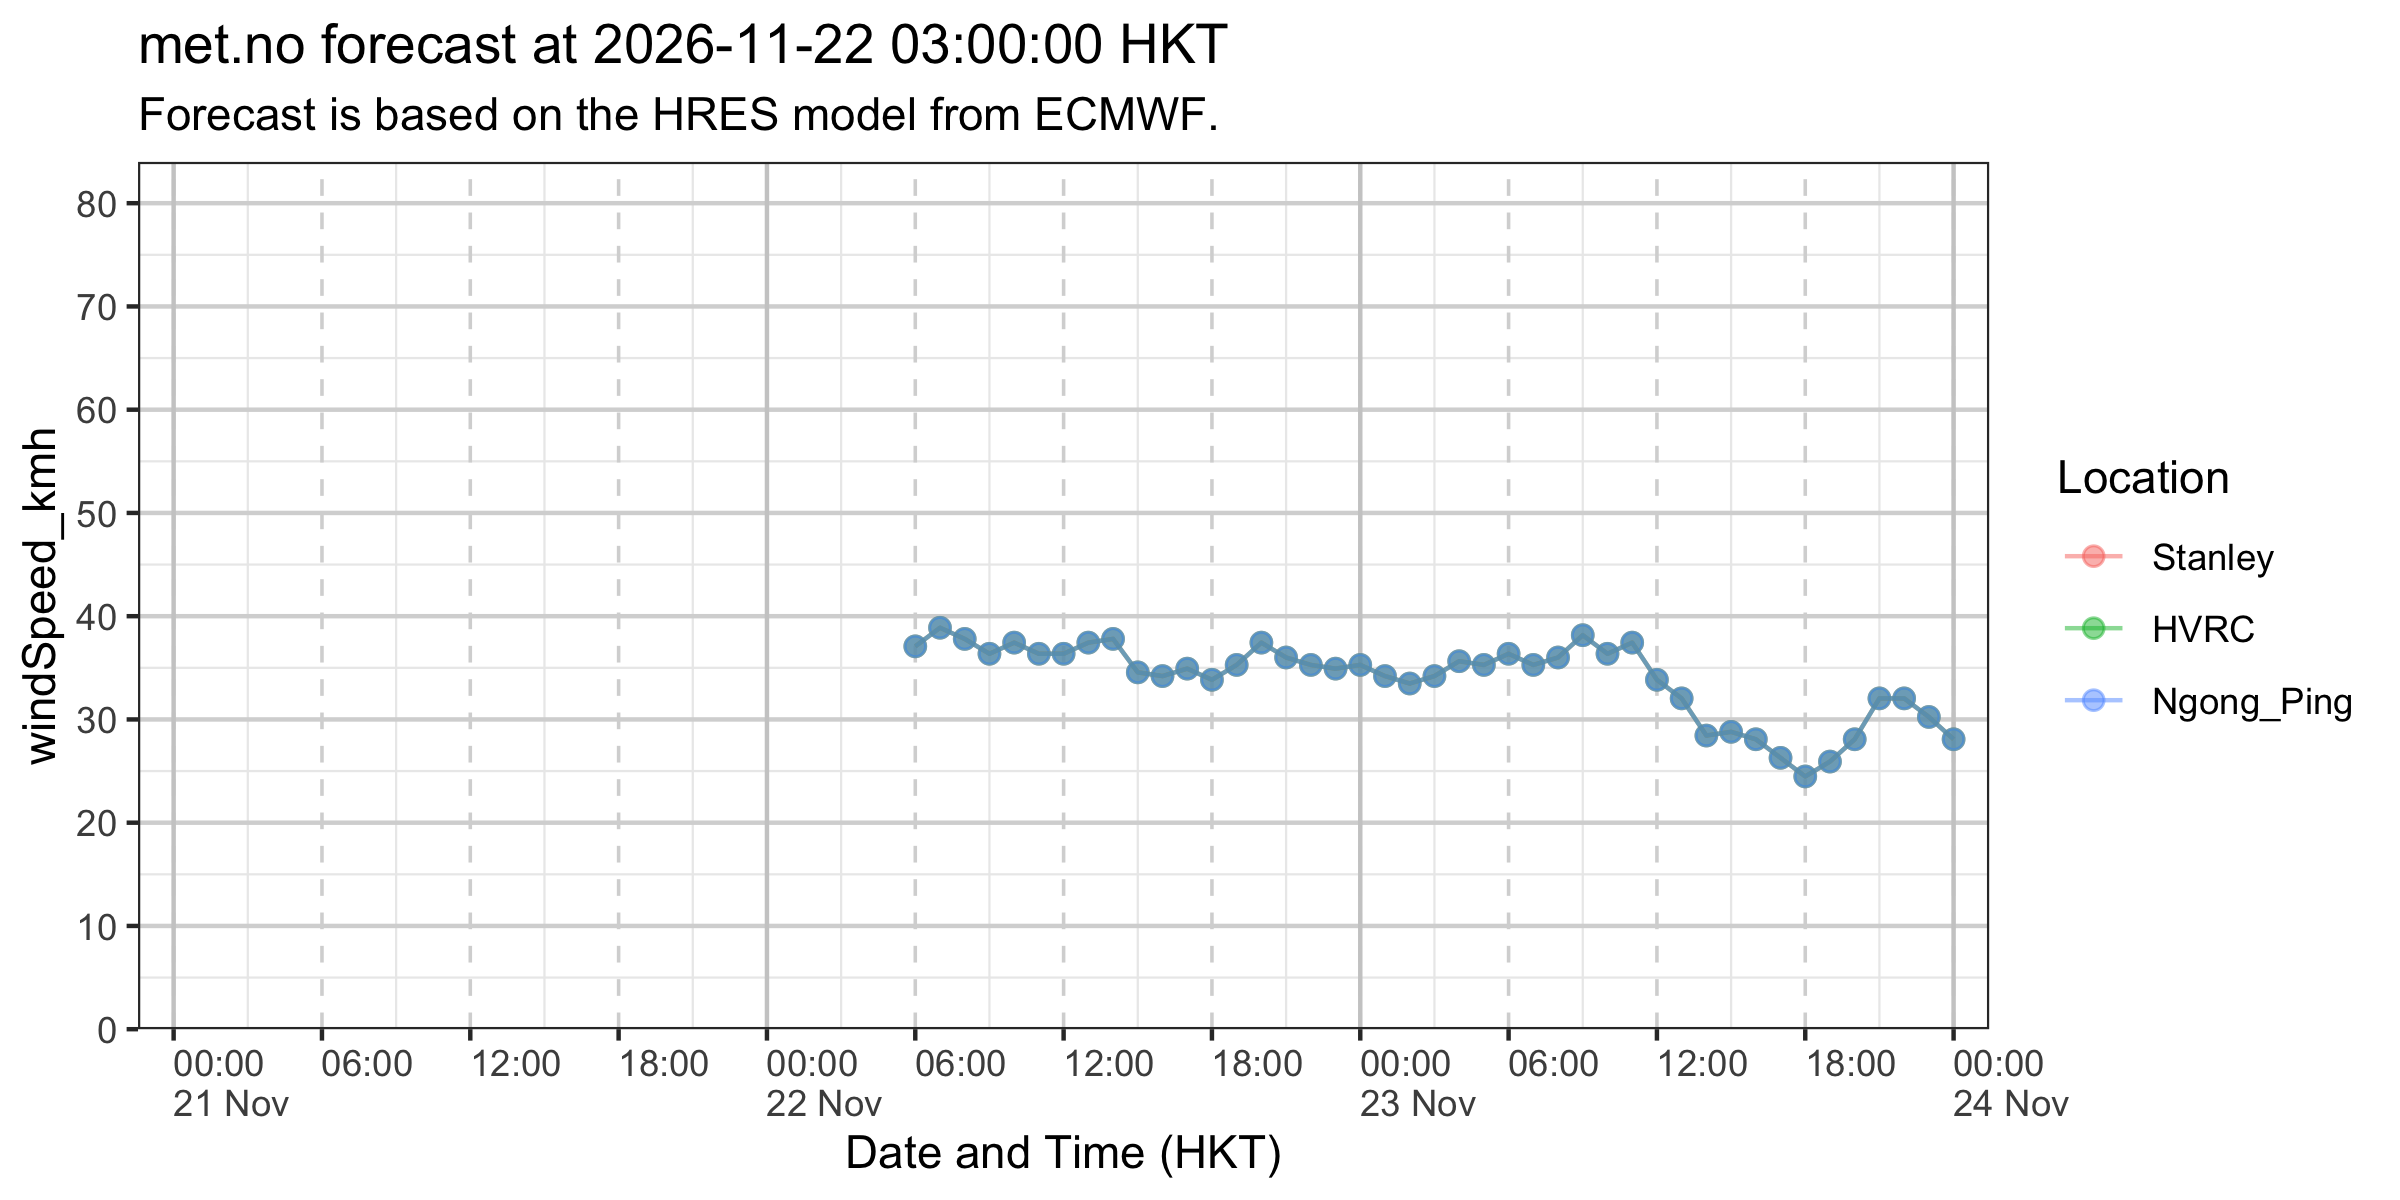 met.no forecast at 2026-11-22 03:00:00 HKT
Forecast is based on the HRES model from ECMWF.
windSpeed_kmh
80
70
60
50
40
30
20
10
0
00:00 06:00 12:00 18:00 00:00 06:00 12:00 18:00 00:00 06:00 12:00 18:00 00:00
21 Nov 22 Nov 23 Nov 24 Nov
Date and Time (HKT)
Location
Stanley
HVRC
Ngong_Ping